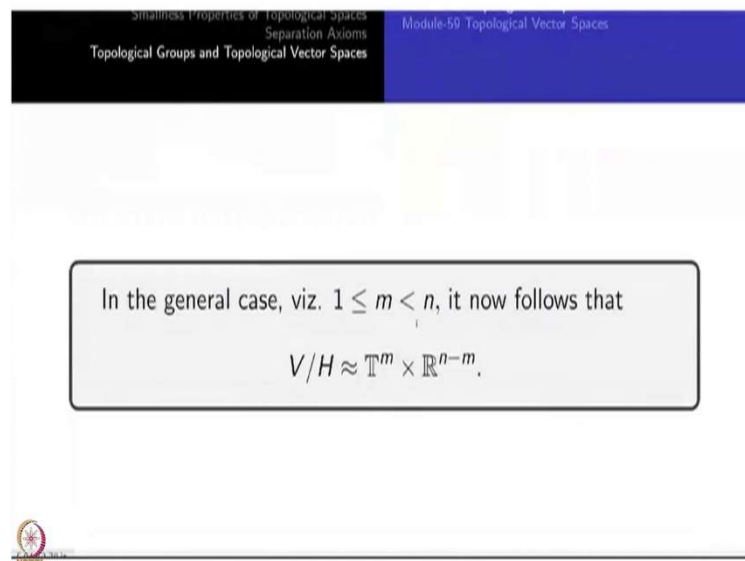 Smallness Properties of Topological Spaces
Separation Axioms
Topological Groups and Topological Vector Spaces
Module-59 Topological Vector Spaces
In the general case, viz. 1 ≤ m < n, it now follows that
V/H ≈ 𝕋^m × ℝ^{n−m}.